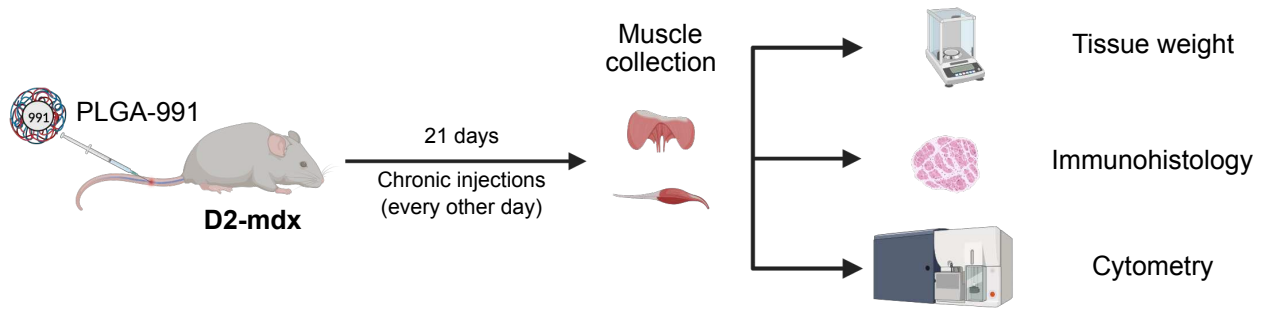 991
PLGA-991
D2-mdx
21 days
Chronic injections
(every other day)
Muscle
collection
Tissue weight
Immunohistology
Cytometry